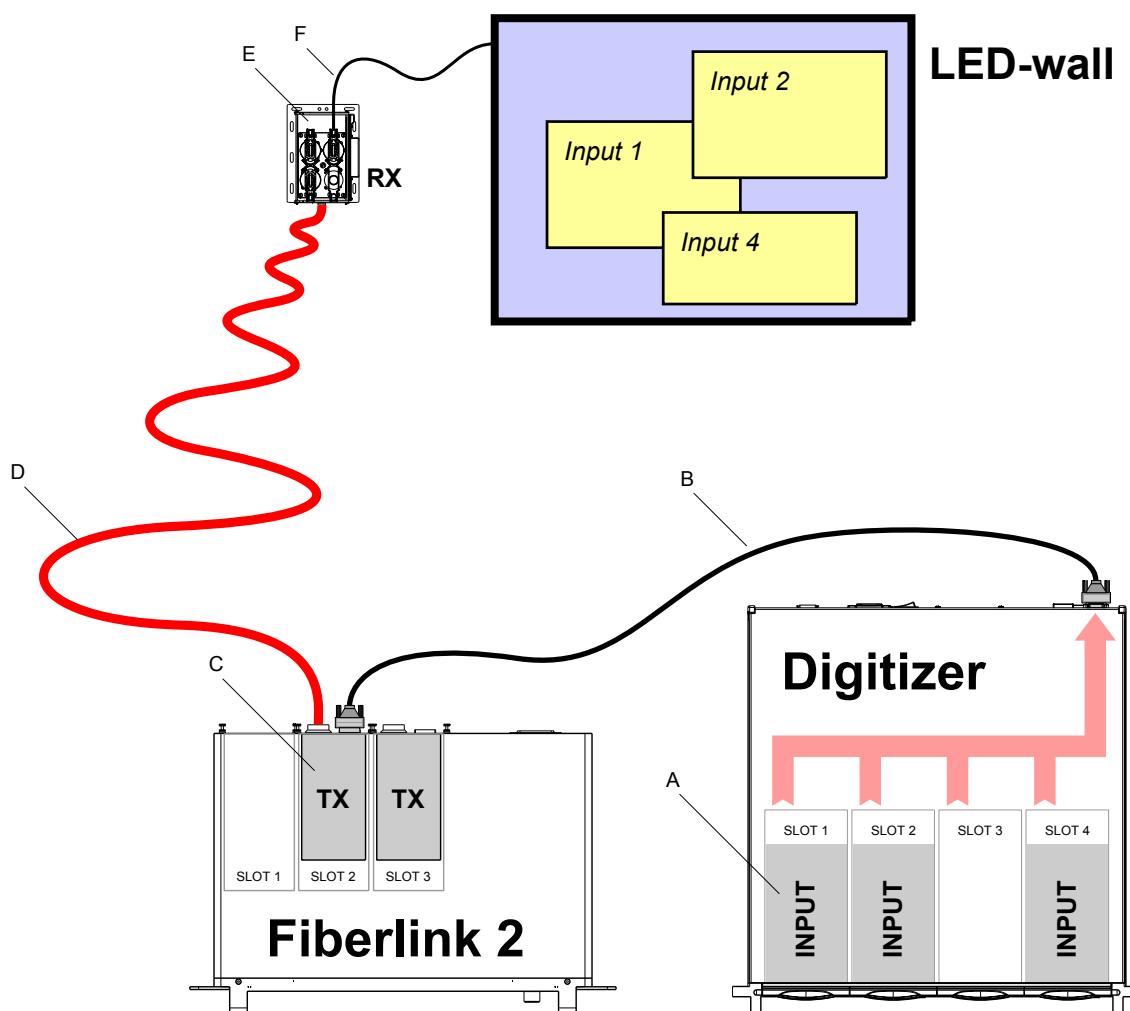 F
E
LED-wall
Input 2
Input 1
RX
Input 4
D
B
C
Digitizer
A
TX
TX
SLOT 1
SLOT 2
SLOT 3
SLOT 4
SLOT 1
SLOT 2
SLOT 3
INPUT
INPUT
INPUT
Fiberlink 2